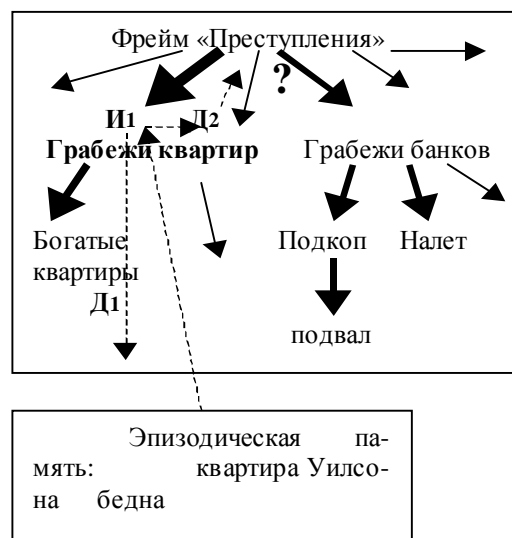 Фрейм «Преступления»
?
И1 Д2
Грабежи квартир Грабежи банков
Богатые
квартиры
Подкоп Налет
Д1
подвал
Эпизодическая па-
мять: квартира Уилсо-
на бедна